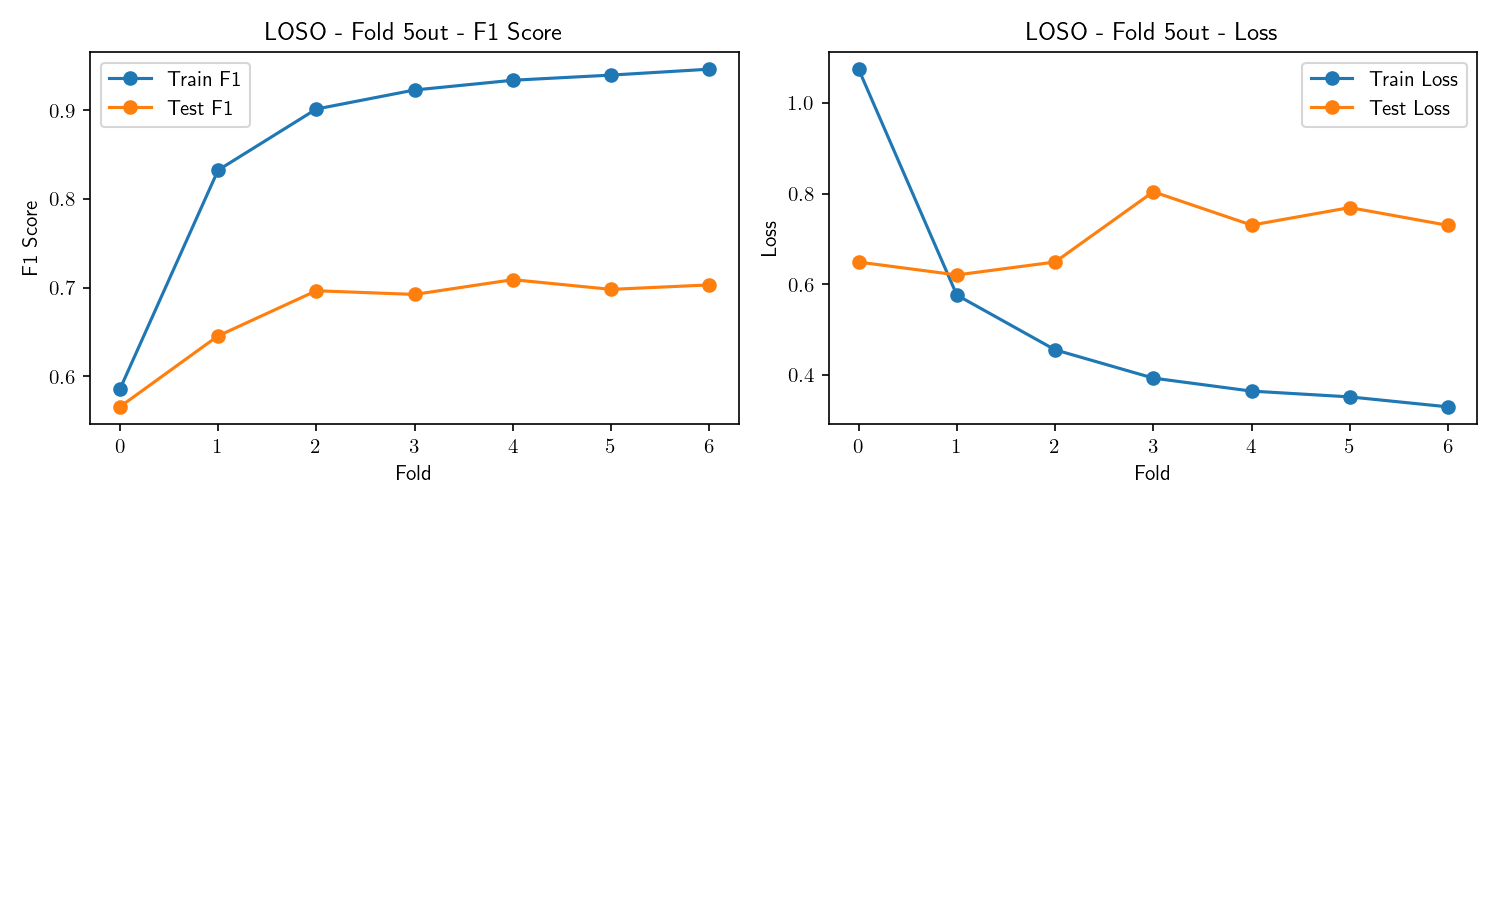 LOSO - Fold 5out - F1 Score
Train F1
Test F1
F1 Score
0.9
0.8
0.7
0.6
0 1 2 3 4 5 6
Fold
LOSO - Fold 5out - Loss
Train Loss
Test Loss
Loss
1.0
0.8
0.6
0.4
0 1 2 3 4 5 6
Fold